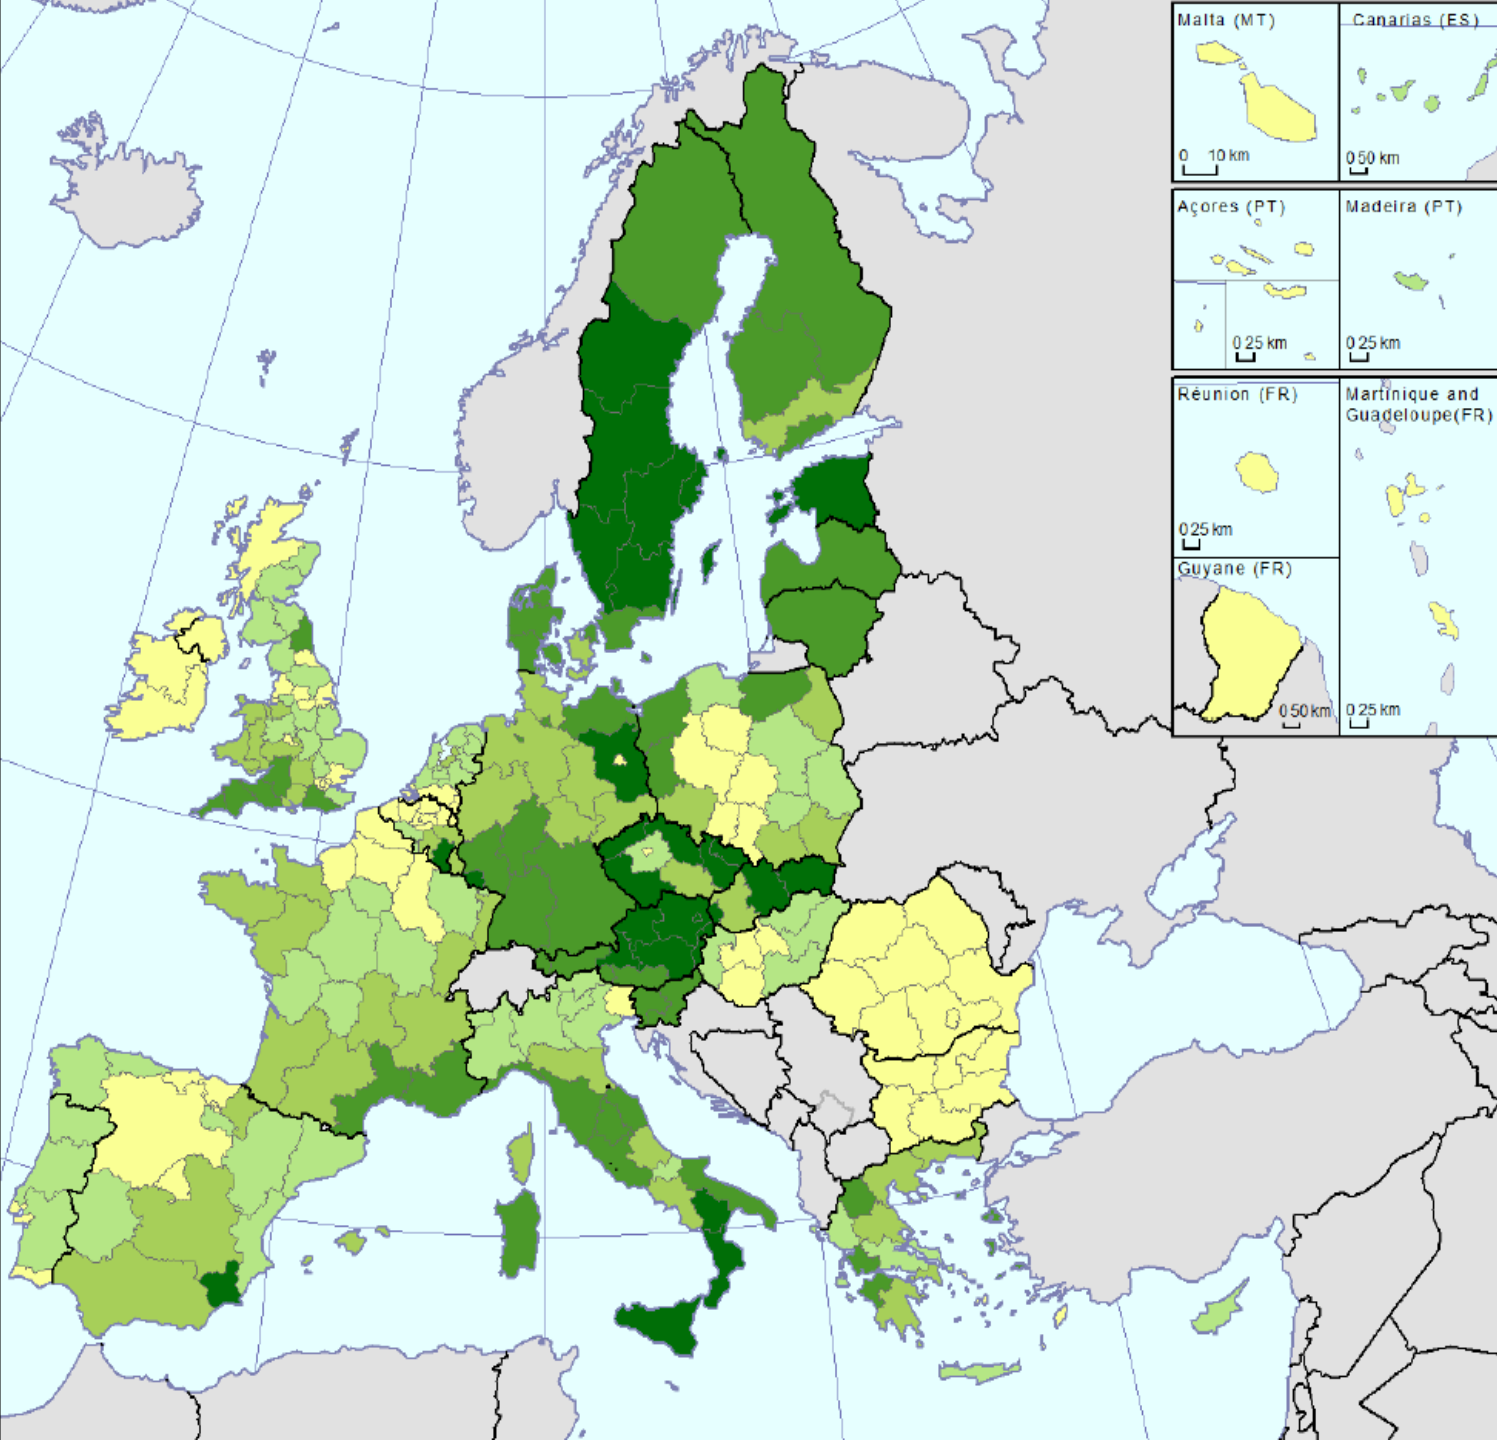 Malta (MT)
Canarias (ES)
0 10 km
0 50 km
Açores (PT)
Madeira (PT)
0 25 km
0 25 km
Réunion (FR)
Martinique and
Guadeloupe(FR)
0 25 km
Guyane (FR)
0 50 km
0 25 km